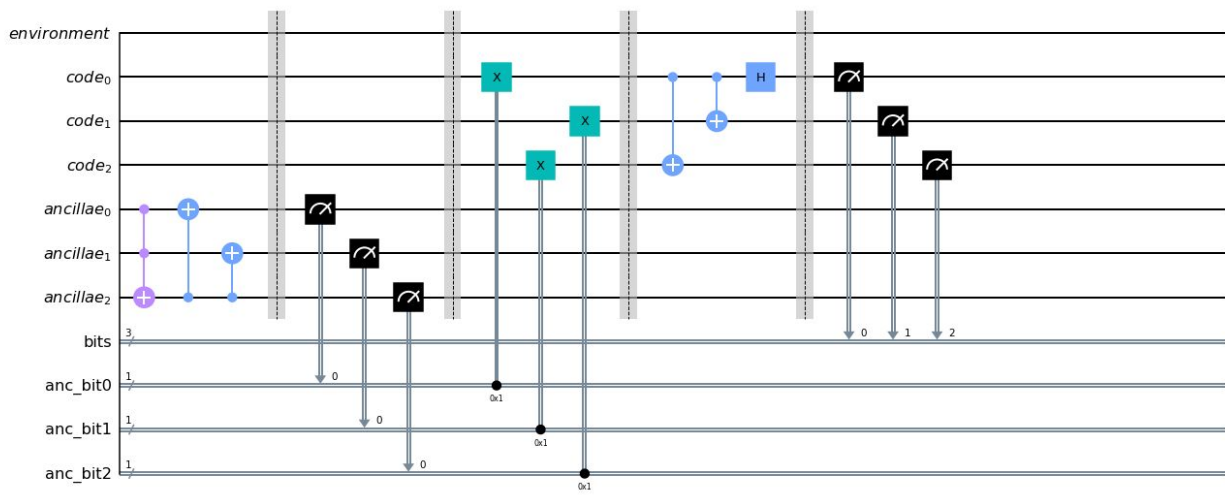 environment
code0
X
H
code1
X
code2
X
ancillae0
ancillae1
ancillae2
bits
3
0
1
2
anc_bit0
1
0
0x1
anc_bit1
1
0
0x1
anc_bit2
1
0
0x1